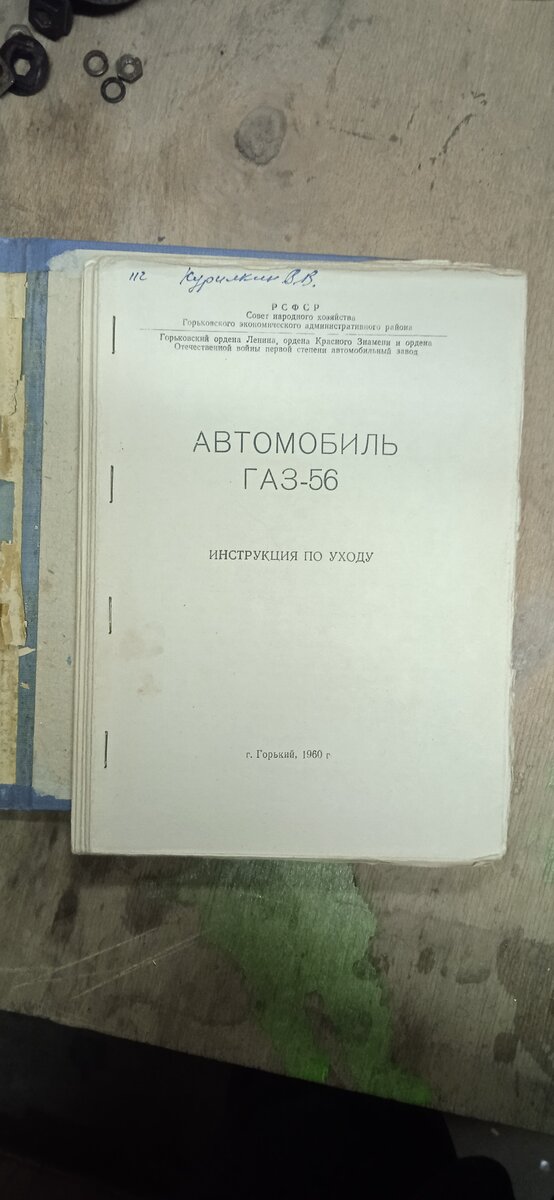 Курилкин В.В.
РСФСР
Совет народного хозяйства
Горьковского экономического административного района
Горьковский ордена Ленина, ордена Красного Знамени и ордена
Отечественной войны первой степени автомобильный завод
АВТОМОБИЛЬ
ГАЗ-56
ИНСТРУКЦИЯ ПО УХОДУ
г. Горький, 1960 г